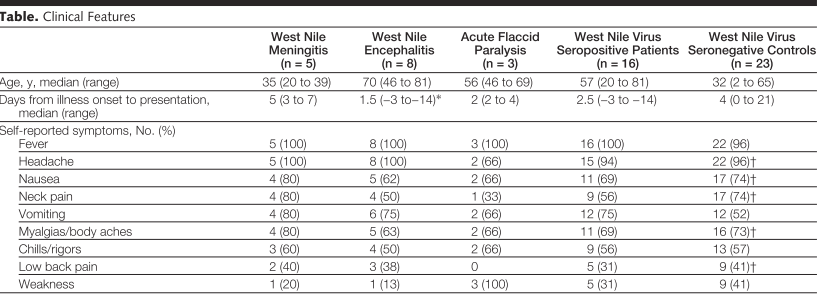 Table. Clinical Features
West Nile Meningitis (n = 5) West Nile Encephalitis (n = 8) Acute Flaccid Paralysis (n = 3) West Nile Virus Seropositive Patients (n = 16) West Nile Virus Seronegative Controls (n = 23)
Age, y, median (range) 35 (20 to 39) 70 (46 to 81) 56 (46 to 69) 57 (20 to 81) 32 (2 to 65)
Days from illness onset to presentation, median (range) 5 (3 to 7) 1.5 (−3 to−14)* 2 (2 to 4) 2.5 (−3 to −14) 4 (0 to 21)
Self-reported symptoms, No. (%)
Fever 5 (100) 8 (100) 3 (100) 16 (100) 22 (96)
Headache 5 (100) 8 (100) 2 (66) 15 (94) 22 (96)†
Nausea 4 (80) 5 (62) 2 (66) 11 (69) 17 (74)†
Neck pain 4 (80) 4 (50) 1 (33) 9 (56) 17 (74)†
Vomiting 4 (80) 6 (75) 2 (66) 12 (75) 12 (52)
Myalgias/body aches 4 (80) 5 (63) 2 (66) 11 (69) 16 (73)†
Chills/rigors 3 (60) 4 (50) 2 (66) 9 (56) 13 (57)
Low back pain 2 (40) 3 (38) 0 5 (31) 9 (41)†
Weakness 1 (20) 1 (13) 3 (100) 5 (31) 9 (41)